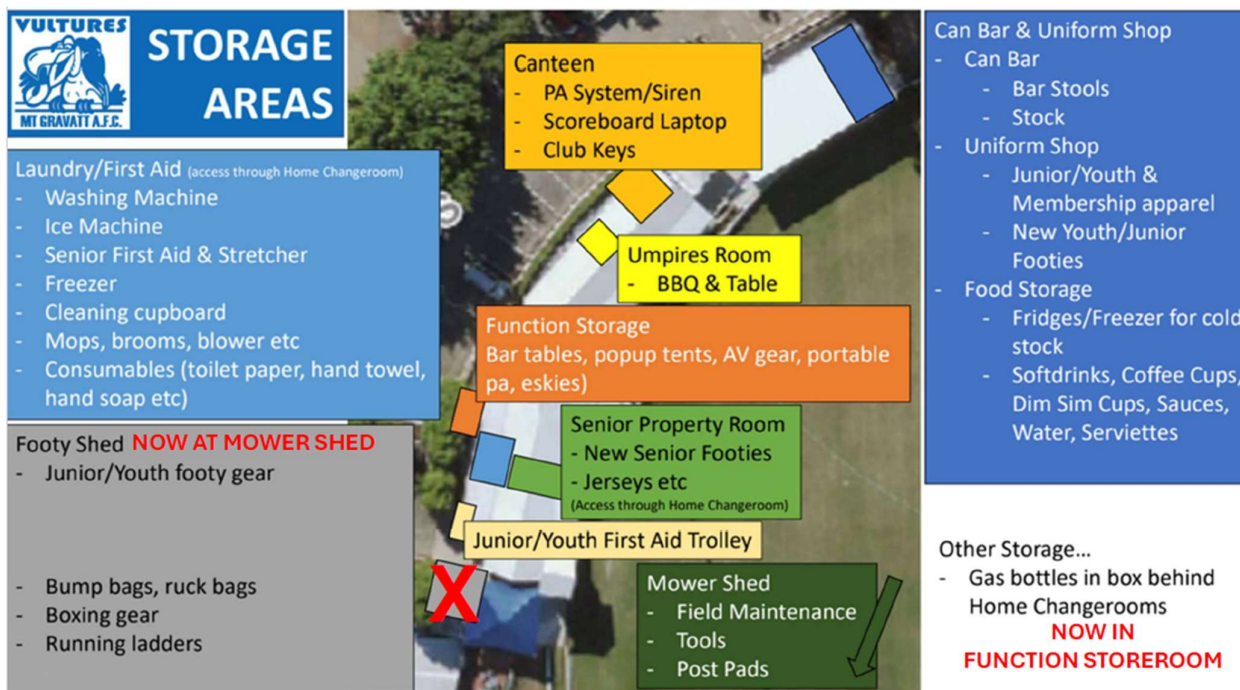 VULTURES
MT GRAVATT A.F.C.
STORAGE
AREAS
Laundry/First Aid (access through Home Changeroom)
- Washing Machine
- Ice Machine
- Senior First Aid & Stretcher
- Freezer
- Cleaning cupboard
- Mops, brooms, blower etc
- Consumables (toilet paper, hand towel,
hand soap etc)
Footy Shed NOW AT MOWER SHED
- Junior/Youth footy gear
- Bump bags, ruck bags
- Boxing gear
- Running ladders
Canteen
- PA System/Siren
- Scoreboard Laptop
- Club Keys
Umpires Room
- BBQ & Table
Function Storage
Bar tables, popup tents, AV gear, portable
pa, eskies)
Senior Property Room
- New Senior Footies
- Jerseys etc
(Access through Home Changeroom)
Junior/Youth First Aid Trolley
X
Mower Shed
- Field Maintenance
- Tools
- Post Pads
Can Bar & Uniform Shop
- Can Bar
- Bar Stools
- Stock
- Uniform Shop
- Junior/Youth &
Membership apparel
- New Youth/Junior
Footies
- Food Storage
- Fridges/Freezer for cold
stock
- Softdrinks, Coffee Cups,
Dim Sim Cups, Sauces,
Water, Serviettes
Other Storage...
- Gas bottles in box behind
Home Changerooms
NOW IN
FUNCTION STOREROOM